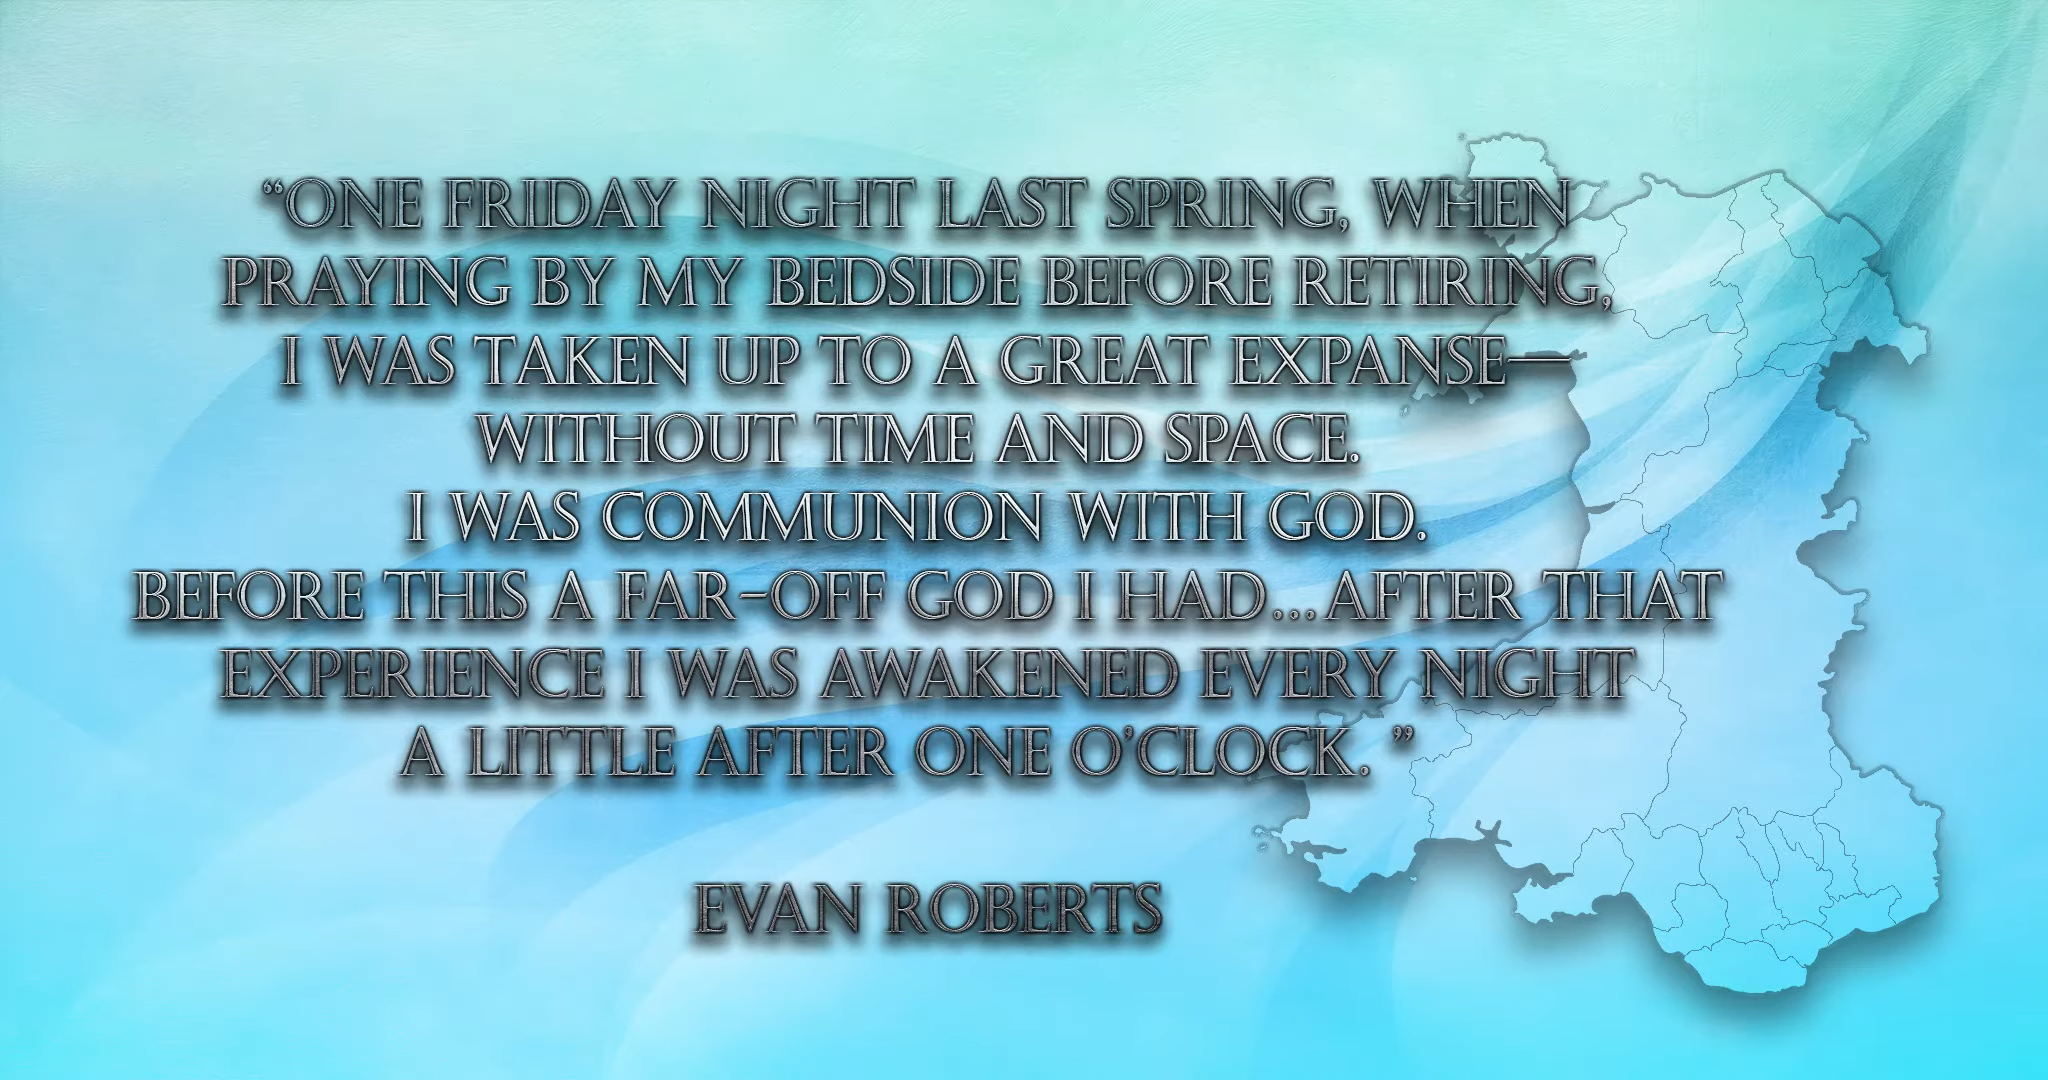 “ONE FRIDAY NIGHT LAST SPRING, WHEN
PRAYING BY MY BEDSIDE BEFORE RETIRING,
I WAS TAKEN UP TO A GREAT EXPANSE—
WITHOUT TIME AND SPACE.
I WAS COMMUNION WITH GOD.
BEFORE THIS A FAR-OFF GOD I HAD...AFTER THAT
EXPERIENCE I WAS AWAKENED EVERY NIGHT
A LITTLE AFTER ONE O’CLOCK. ”
EVAN ROBERTS